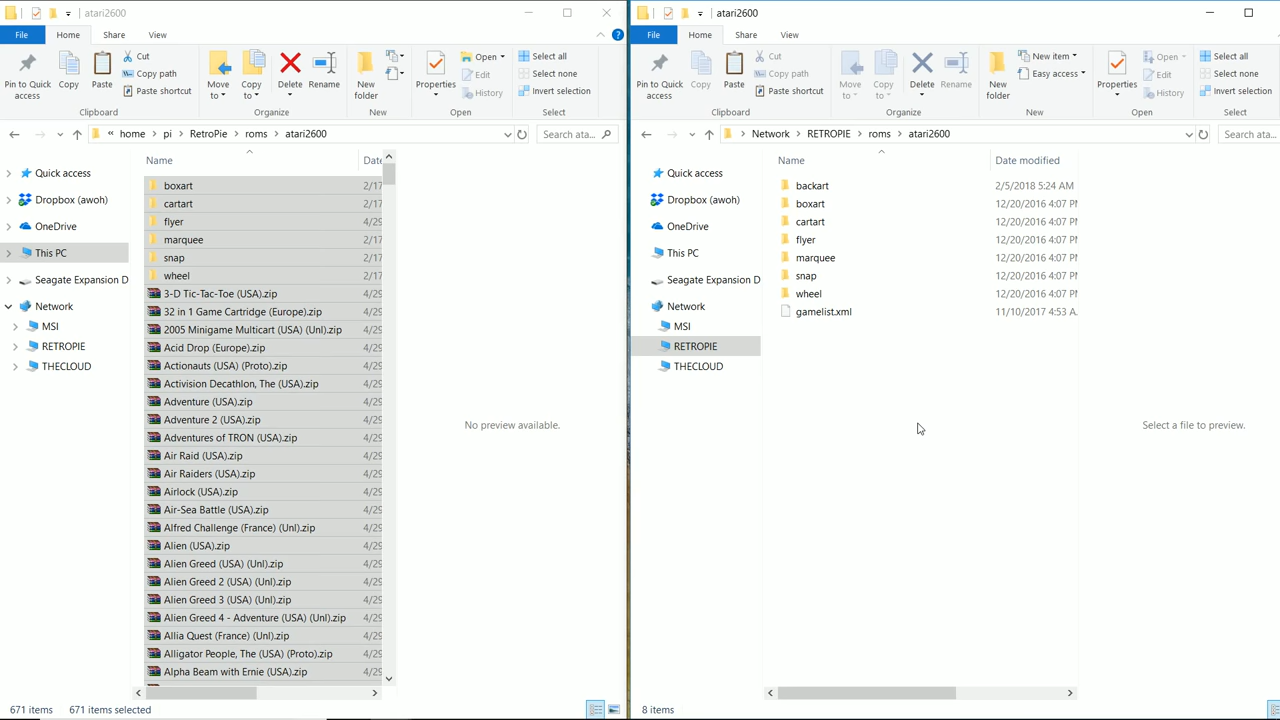 atari2600
File Home Share View
Pin to Quick access
Copy
Paste
Cut
Copy path
Paste shortcut
Clipboard
Move to
Copy to
Delete
Rename
Organize
New folder
New
Properties
Open
Edit
History
Open
Select all
Select none
Invert selection
Select
« home > pi > RetroPie > roms > atari2600
Search ata...
Quick access
Dropbox (awoh)
OneDrive
This PC
Seagate Expansion D
Network
MSI
RETROPIE
THECLOUD
Name Date
boxart 2/17
cartart 2/17
flyer 4/29
marquee 2/17
snap 2/17
wheel 2/17
3-D Tic-Tac-Toe (USA).zip 4/29
32 in 1 Game Cartridge (Europe).zip 4/29
2005 Minigame Multicart (USA) (Unl).zip 4/29
Acid Drop (Europe).zip 4/29
Actionauts (USA) (Proto).zip 4/29
Activision Decathlon, The (USA).zip 4/29
Adventure (USA).zip 4/29
Adventure 2 (USA).zip 4/29
Adventures of TRON (USA).zip 4/29
Air Raid (USA).zip 4/29
Air Raiders (USA).zip 4/29
Airlock (USA).zip 4/29
Air-Sea Battle (USA).zip 4/29
Alfred Challenge (France) (Unl).zip 4/29
Alien (USA).zip 4/29
Alien Greed (USA) (Unl).zip 4/29
Alien Greed 2 (USA) (Unl).zip 4/29
Alien Greed 3 (USA) (Unl).zip 4/29
Alien Greed 4 - Adventure (USA) (Unl).zip 4/29
Allia Quest (France) (Unl).zip 4/29
Alligator People, The (USA) (Proto).zip 4/29
Alpha Beam with Ernie (USA).zip 4/29
No preview available.
671 items 671 items selected
atari2600
File Home Share View
Pin to Quick access
Copy
Paste
Cut
Copy path
Paste shortcut
Clipboard
Move to
Copy to
Delete
Rename
Organize
New folder
New item
Easy access
New
Properties
Open
Edit
History
Open
Select all
Select none
Invert selection
Select
Network > RETROPIE > roms > atari2600
Search ata...
Quick access
Dropbox (awoh)
OneDrive
This PC
Seagate Expansion D
Network
MSI
RETROPIE
THECLOUD
Name Date modified
backart 2/5/2018 5:24 AM
boxart 12/20/2016 4:07 PM
cartart 12/20/2016 4:07 PM
flyer 12/20/2016 4:07 PM
marquee 12/20/2016 4:07 PM
snap 12/20/2016 4:07 PM
wheel 12/20/2016 4:07 PM
gamelist.xml 11/10/2017 4:53 A
Select a file to preview.
8 items